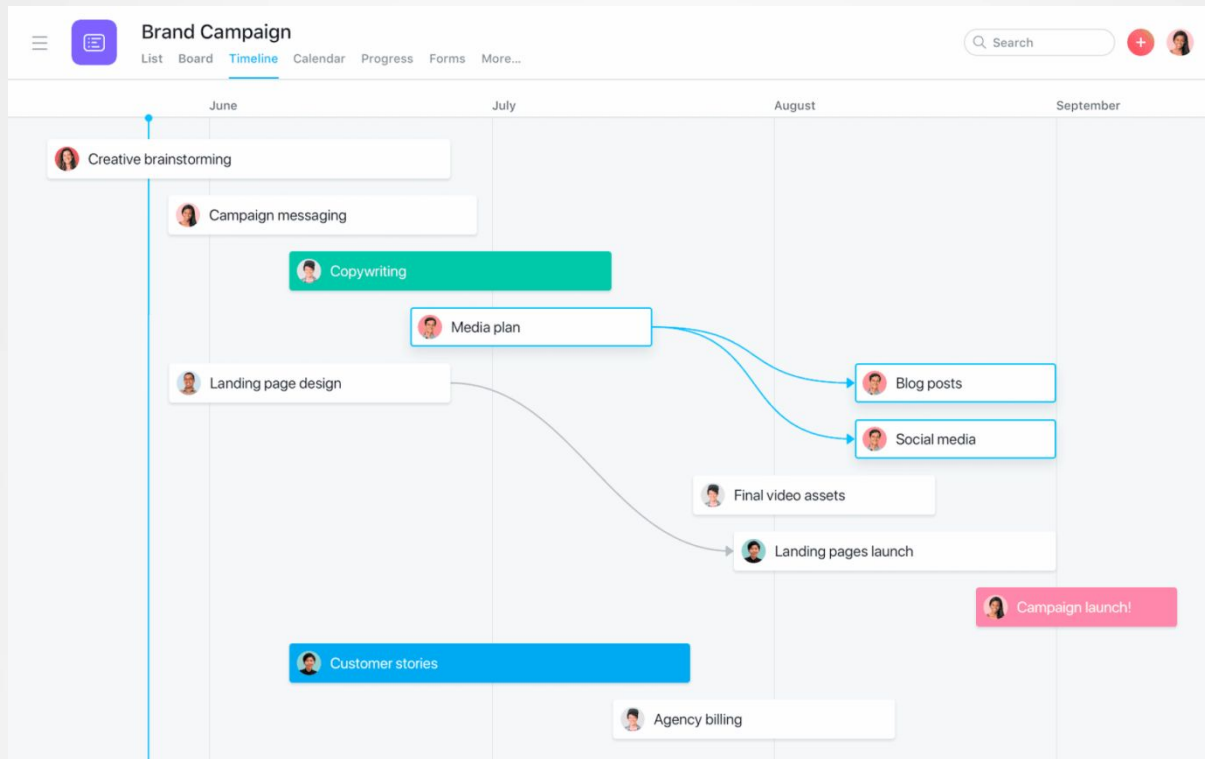 Brand Campaign
Search
List Board Timeline Calendar Progress Forms More...
June July August September
Creative brainstorming
Campaign messaging
Copywriting
Media plan
Landing page design
Blog posts
Social media
Final video assets
Landing pages launch
Campaign launch!
Customer stories
Agency billing